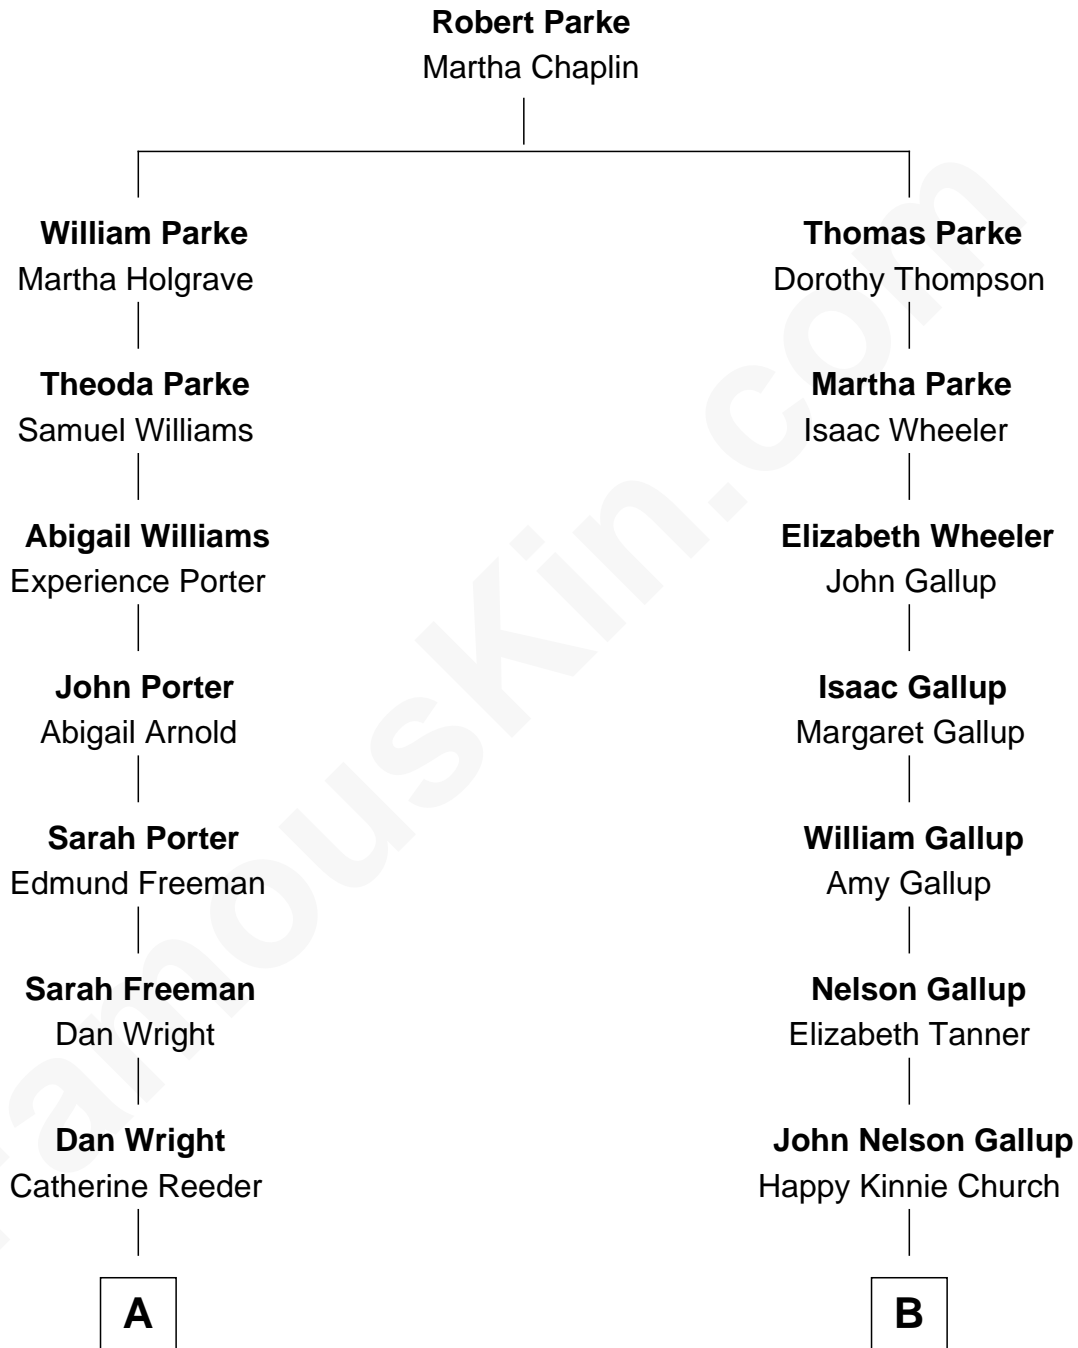 Robert Parke
Martha Chaplin
William Parke
Martha Holgrave
Thomas Parke
Dorothy Thompson
Theoda Parke
Samuel Williams
Martha Parke
Isaac Wheeler
Abigail Williams
Experience Porter
Elizabeth Wheeler
John Gallup
John Porter
Abigail Arnold
Isaac Gallup
Margaret Gallup
Sarah Porter
Edmund Freeman
William Gallup
Amy Gallup
Sarah Freeman
Dan Wright
Nelson Gallup
Elizabeth Tanner
Dan Wright
Catherine Reeder
John Nelson Gallup
Happy Kinnie Church
A
B
FamousKin.com